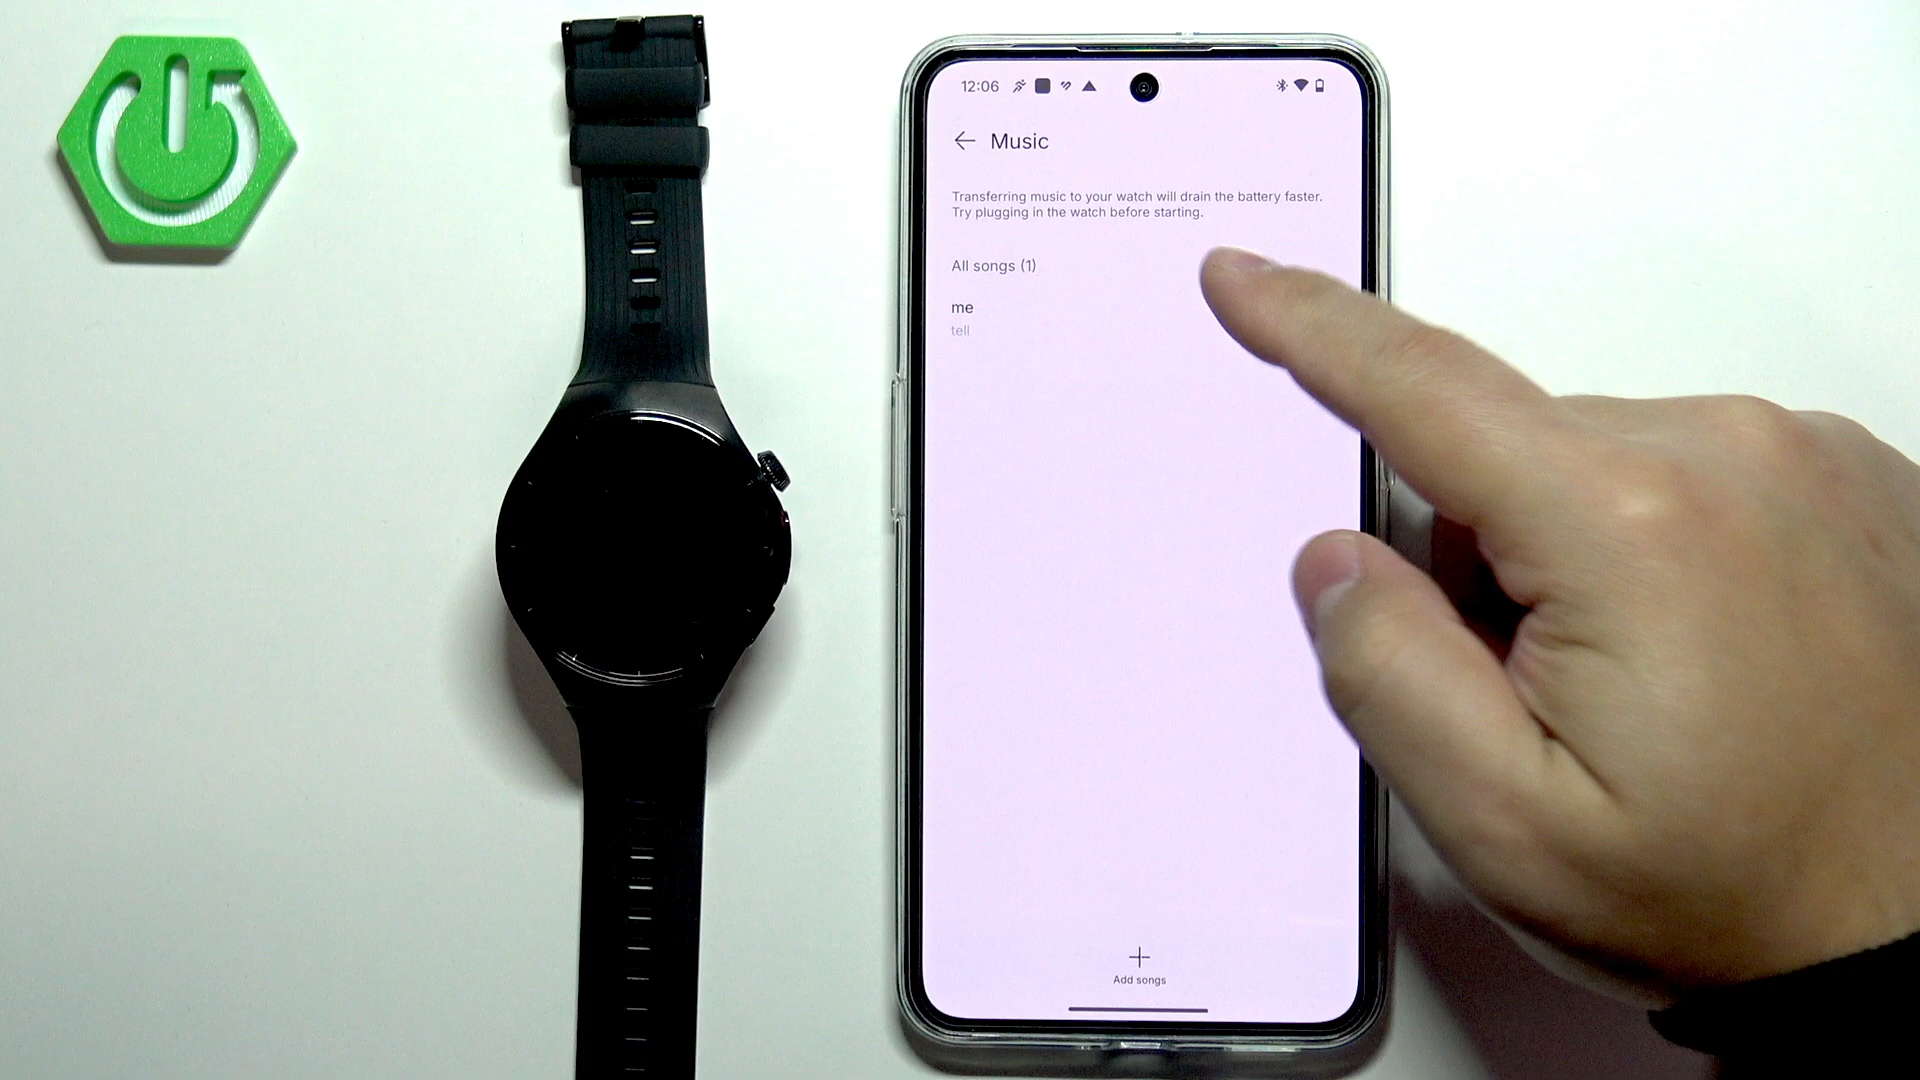 12:06
Music
Transferring music to your watch will drain the battery faster.
Try plugging in the watch before starting.
All songs (1)
me
tell
Add songs